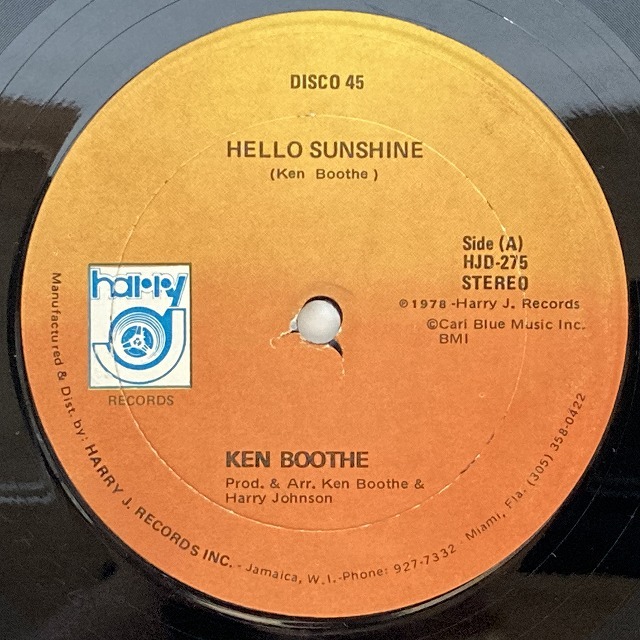 DISCO 45
HELLO SUNSHINE
(Ken Boothe)
Side (A)
HJD-275
STEREO
℗1978-Harry J. Records
©Cari Blue Music Inc.
BMI
harry J
RECORDS
KEN BOOTHE
Prod. & Arr. Ken Boothe &
Harry Johnson
Manufactured & Dist. by: HARRY J. RECORDS INC. - Jamaica, W.I.-Phone: 927-7332 - Miami, Fla. (305) 358-0422